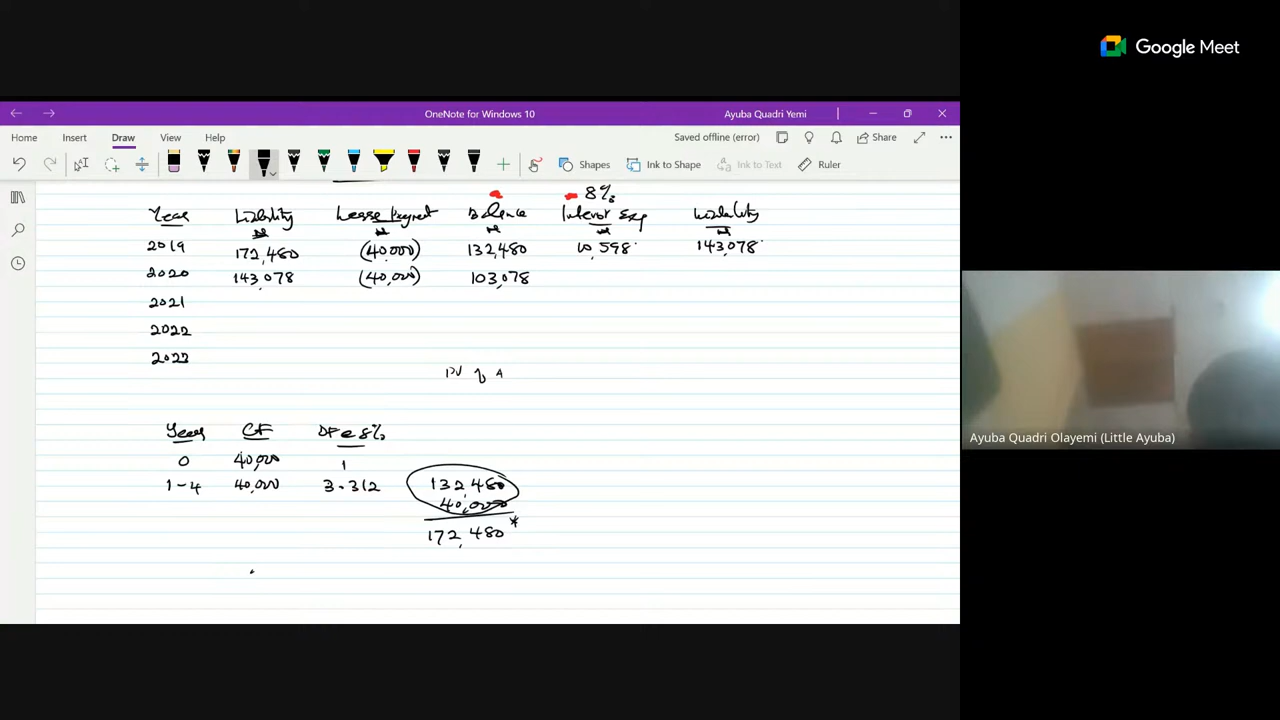 Google Meet
OneNote for Windows 10
Ayuba Quadri Yemi
Home Insert Draw View Help
Saved offline (error)
Share
Shapes
Ink to Shape
Ink to Text
Ruler
8%
Year Liability Lease Payment Balance Interest Exp Liability
N N N N N
2019 172,480 (40,000) 132,480 10,598 143,078
2020 143,078 (40,000) 103,078
2021
2022
2023
PV of A
Years CF DF @ 8%
0 40,000 1
1-4 40,000 3.312 132,480
40,000
172,480 *
Ayuba Quadri Olayemi (Little Ayuba)